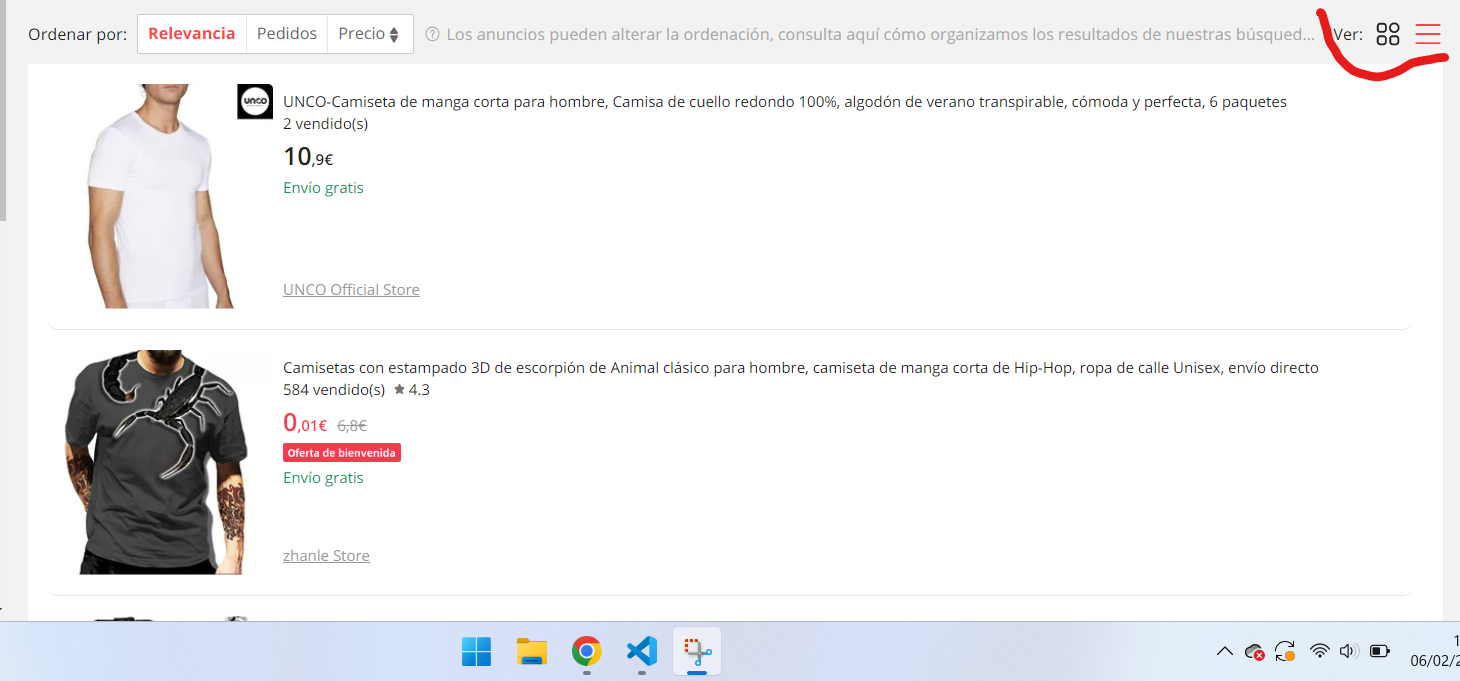 Ordenar por: Relevancia Pedidos Precio Los anuncios pueden alterar la ordenación, consulta aquí cómo organizamos los resultados de nuestras búsqued... Ver:
UNCO
UNCO-Camiseta de manga corta para hombre, Camisa de cuello redondo 100%, algodón de verano transpirable, cómoda y perfecta, 6 paquetes
2 vendido(s)
10,9€
Envío gratis
UNCO Official Store
Camisetas con estampado 3D de escorpión de Animal clásico para hombre, camiseta de manga corta de Hip-Hop, ropa de calle Unisex, envío directo
584 vendido(s) ★ 4.3
0,01€ 6,8€
Oferta de bienvenida
Envío gratis
zhanle Store
06/02/2